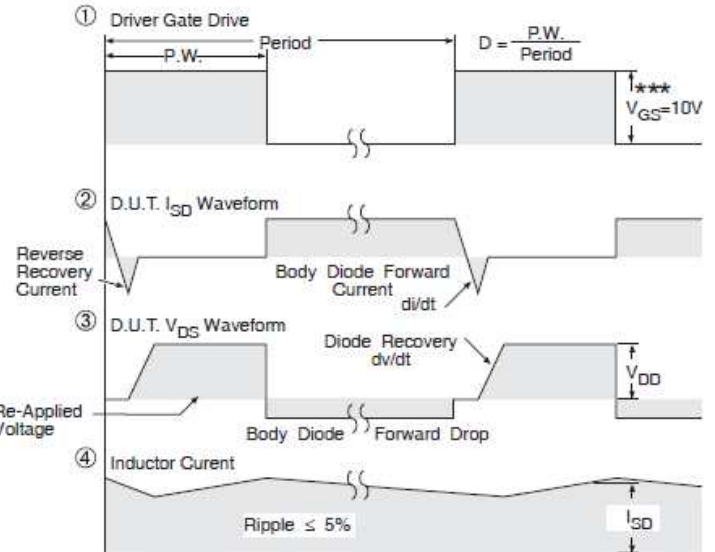 ① Driver Gate Drive
Period
P.W.
D = P.W.
Period
***
VGS=10V
② D.U.T. ISD Waveform
Reverse
Recovery
Current
Body Diode Forward
Current
di/dt
③ D.U.T. VDS Waveform
Diode Recovery
dv/dt
VDD
Re-Applied
Voltage
Body Diode Forward Drop
④ Inductor Curent
Ripple ≤ 5%
ISD